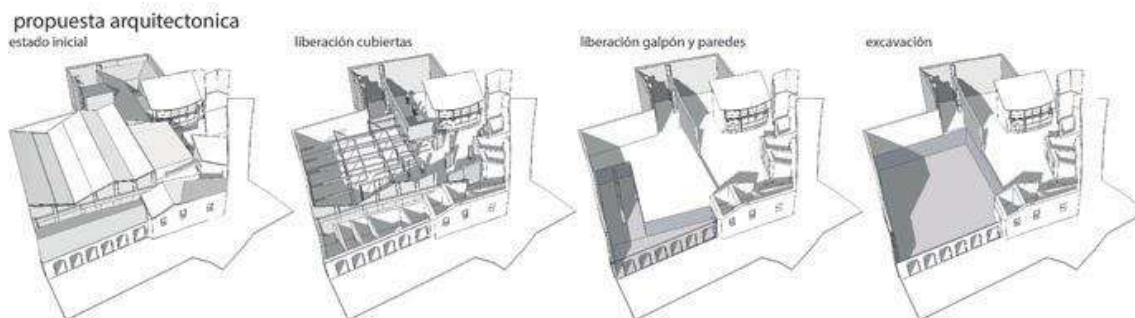 propuesta arquitectonica
estado inicial
liberación cubiertas
liberación galpón y paredes
excavación